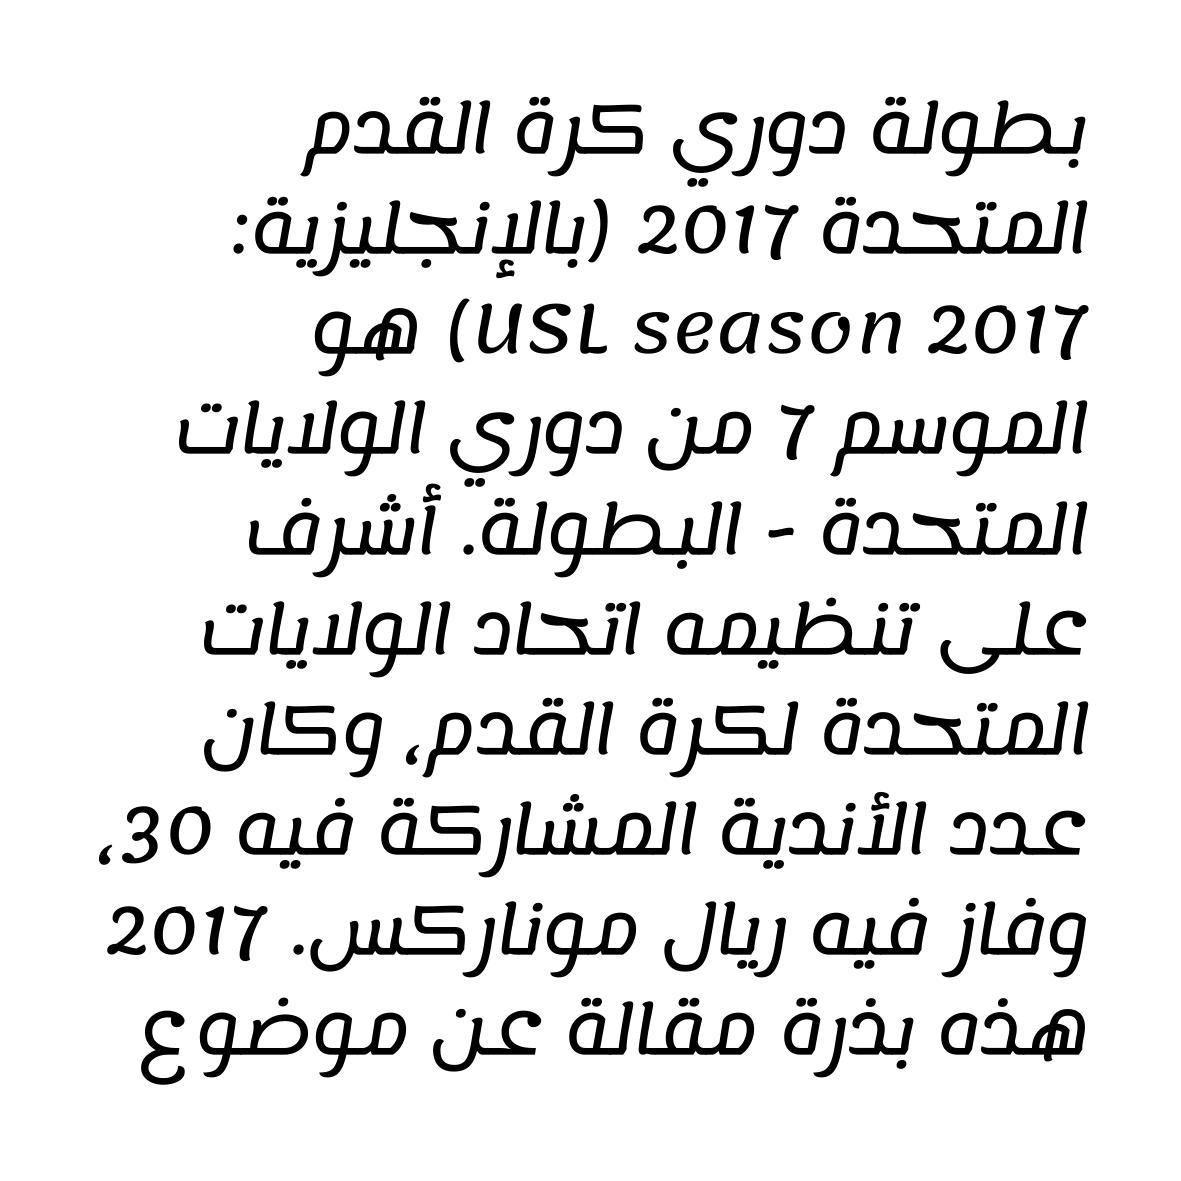 بطولة دوري كرة القدم
المتحدة 2017 (بالإنجليزية:
2017 USL season) هو
الموسم 7 من دوري الولايات
المتحدة - البطولة. أشرف
على تنظيمه اتحاد الولايات
المتحدة لكرة القدم، وكان
عدد الأندية المشاركة فيه 30،
وفاز فيه ريال موناركس. 2017
هذه بذرة مقالة عن موضوع